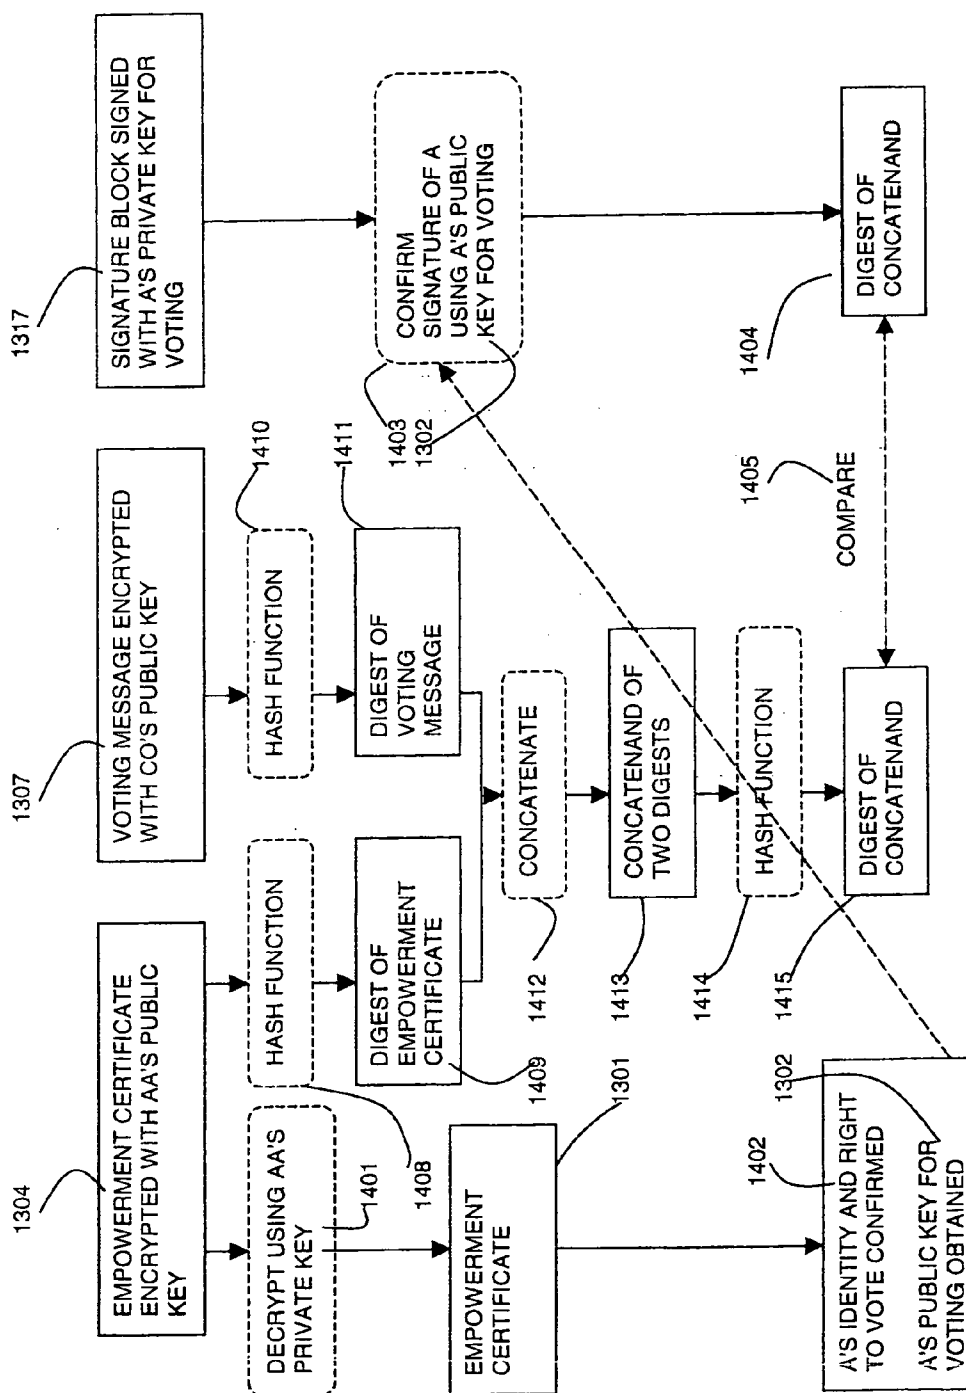 1304
EMPOWERMENT CERTIFICATE
ENCRYPTED WITH AA'S PUBLIC
KEY
1307
VOTING MESSAGE ENCRYPTED
WITH CO'S PUBLIC KEY
1317
SIGNATURE BLOCK SIGNED
WITH A'S PRIVATE KEY FOR
VOTING
DECRYPT USING AA'S
PRIVATE KEY
1401
HASH FUNCTION
1408
HASH FUNCTION
1410
DIGEST OF
EMPOWERMENT
CERTIFICATE
1409
DIGEST OF
VOTING
MESSAGE
1411
CONFIRM
SIGNATURE OF A
USING A'S PUBLIC
KEY FOR VOTING
1403
1302
EMPOWERMENT
CERTIFICATE
1301
CONCATENATE
1412
CONCATENAND OF
TWO DIGESTS
1413
HASH FUNCTION
1414
A'S IDENTITY AND RIGHT
TO VOTE CONFIRMED
1402
A'S PUBLIC KEY FOR
VOTING OBTAINED
1302
DIGEST OF
CONCATENAND
1415
COMPARE
1405
DIGEST OF
CONCATENAND
1404